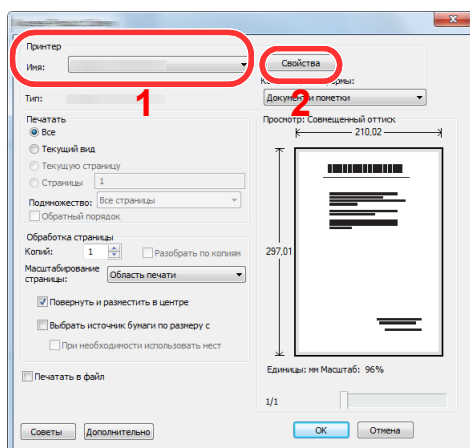 Принтер
Имя:
Свойства
1
2
Тип:
Документ и пометки
Печатать
Все
Текущий вид
Текущую страницу
Страницы 1
Подмножество: Все страницы
Обратный порядок
Просмотр: Совмещенный оттиск
210,02
297,01
Обработка страницы
Копий: 1 Разобрать по копиям
Масштабирование страницы: Область печати
Повернуть и разместить в центре
Выбрать источник бумаги по размеру с
При необходимости использовать нест
Печатать в файл
Единицы: мм Масштаб: 96%
1/1
Советы Дополнительно
OK Отмена